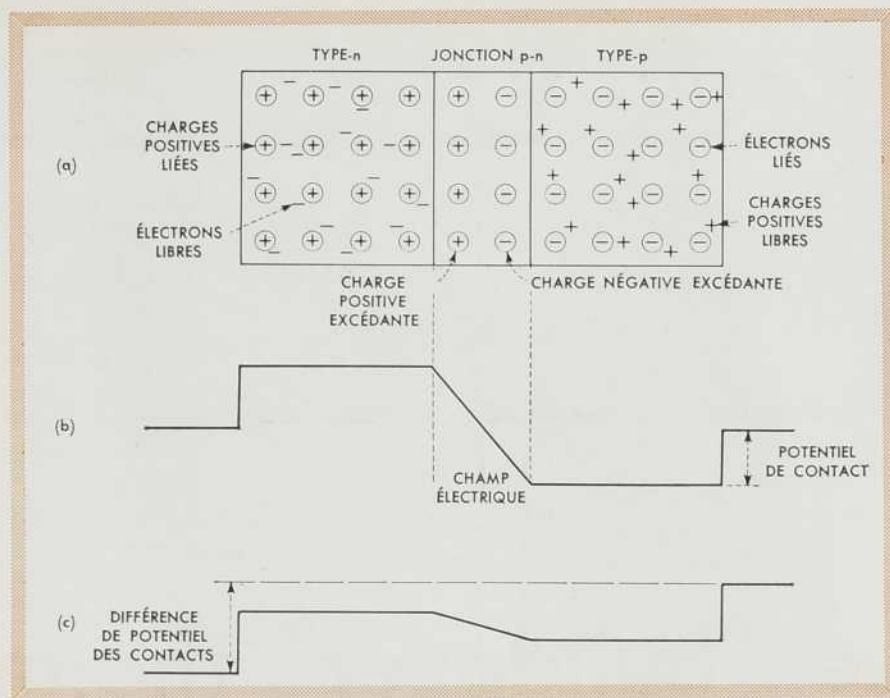 TYPE-n
JONCTION p-n
TYPE-p
(a)
CHARGES
POSITIVES
LIÉES
ÉLECTRONS
LIBRES
ÉLECTRONS
LIÉS
CHARGES
POSITIVES
LIBRES
CHARGE
POSITIVE
EXCÉDANTE
CHARGE NÉGATIVE EXCÉDANTE
(b)
CHAMP
ÉLECTRIQUE
POTENTIEL
DE CONTACT
(c)
DIFFÉRENCE
DE POTENTIEL
DES CONTACTS